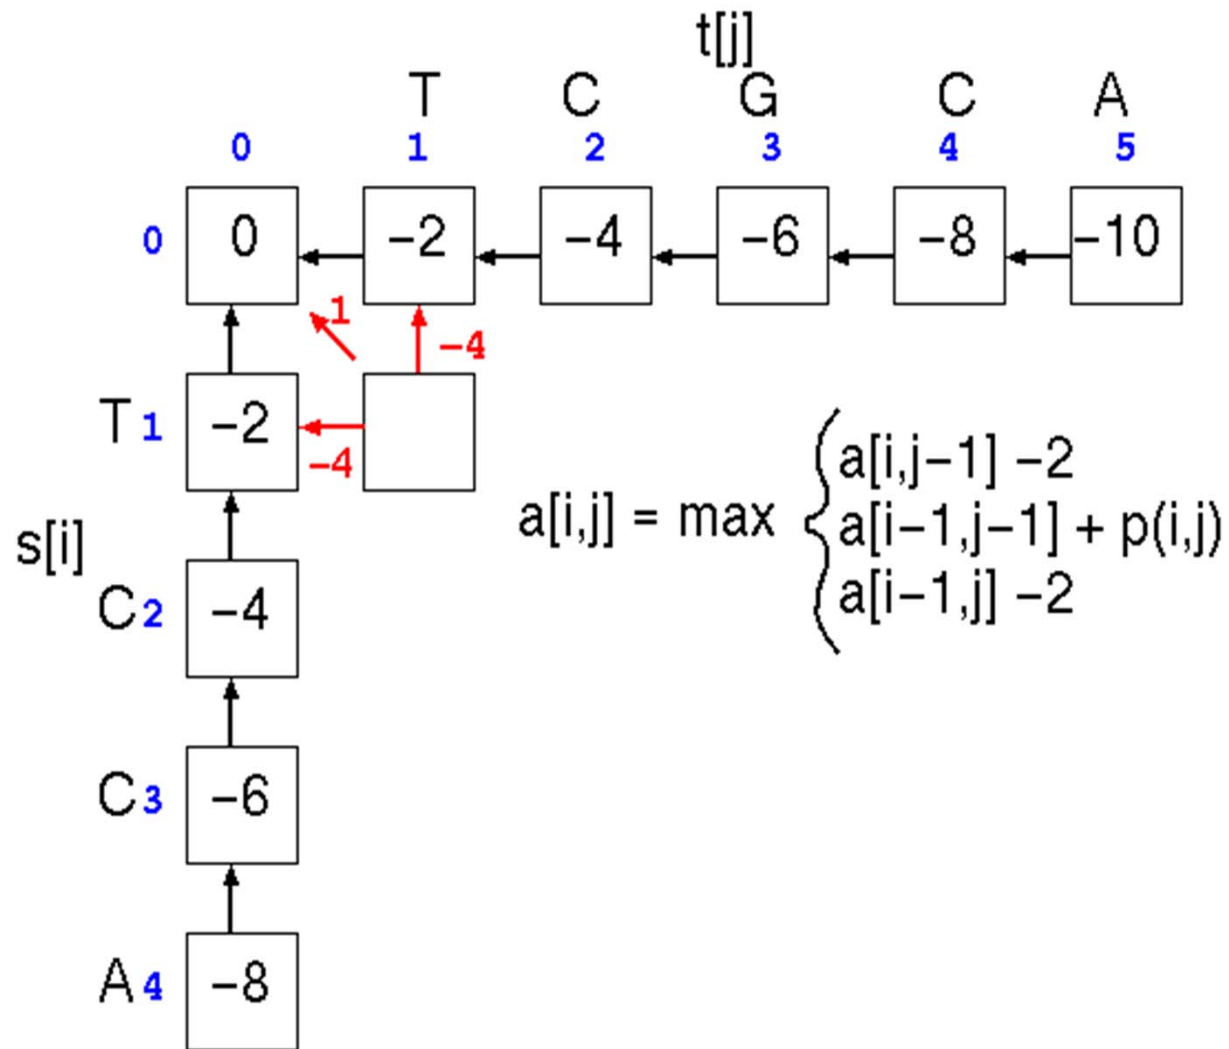 t[j]
T C G C A
0 1 2 3 4 5
0 0 −2 −4 −6 −8 −10
1
−4
T 1 −2
−4
a[i,j−1] −2
a[i,j] = max a[i−1,j−1] + p(i,j)
a[i−1,j] −2
s[i]
C 2 −4
C 3 −6
A 4 −8